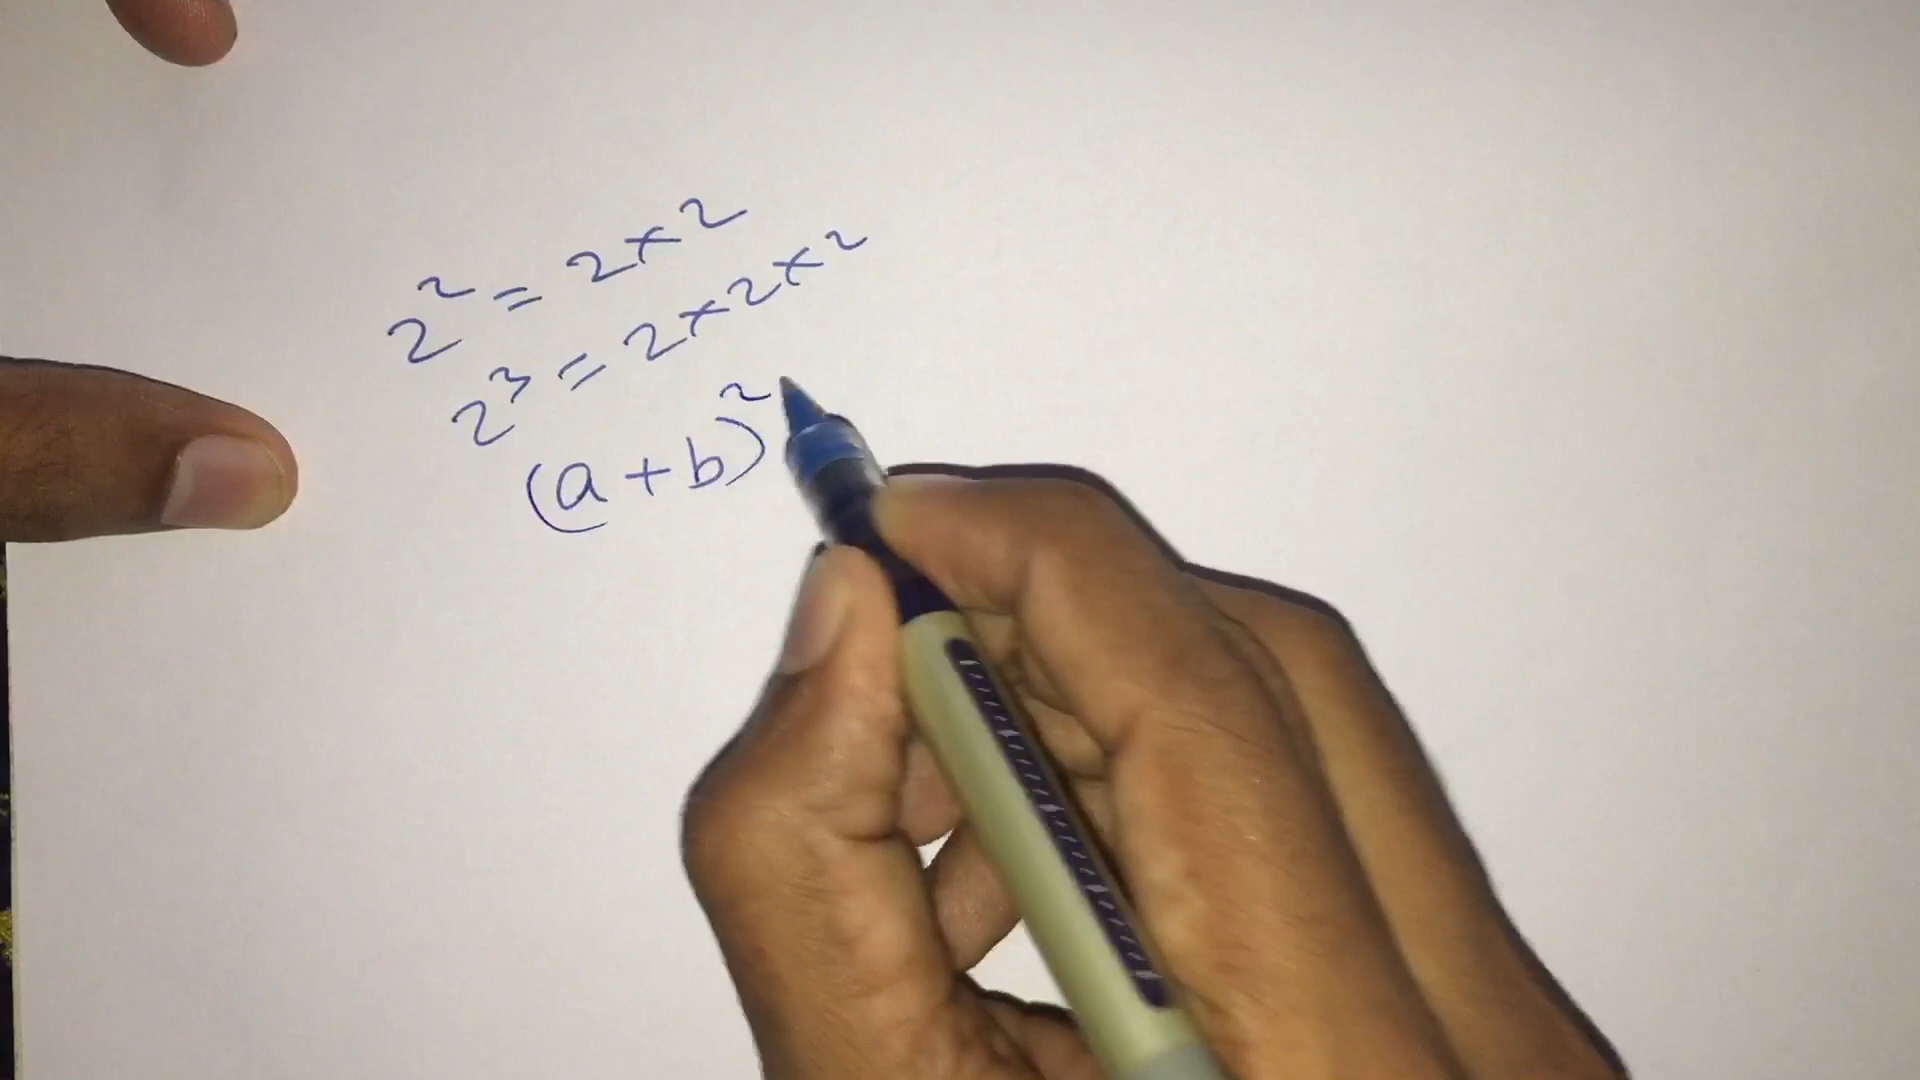 2² = 2×2
2³ = 2×2×2
(a+b)²